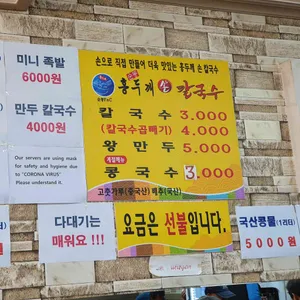 미니 족발
6000원
만두 칼국수
4000원
Our servers are using mask
for safety and hygiene due
to "CORONA VIRUS"
Please understand it.
손으로 직접 만들어 더욱 맛있는 홍두깨 손 칼국수
홍두깨 손 칼국수
칼국수 3.000
(칼국수곱빼기) 4.000
왕만두 5.000
계절메뉴
콩국수 3.000
고춧가루(중국산) 배추(국산)
다대기는
매워요 !!!
요금은 선불입니다.
국산콩물(1리터)
5000원